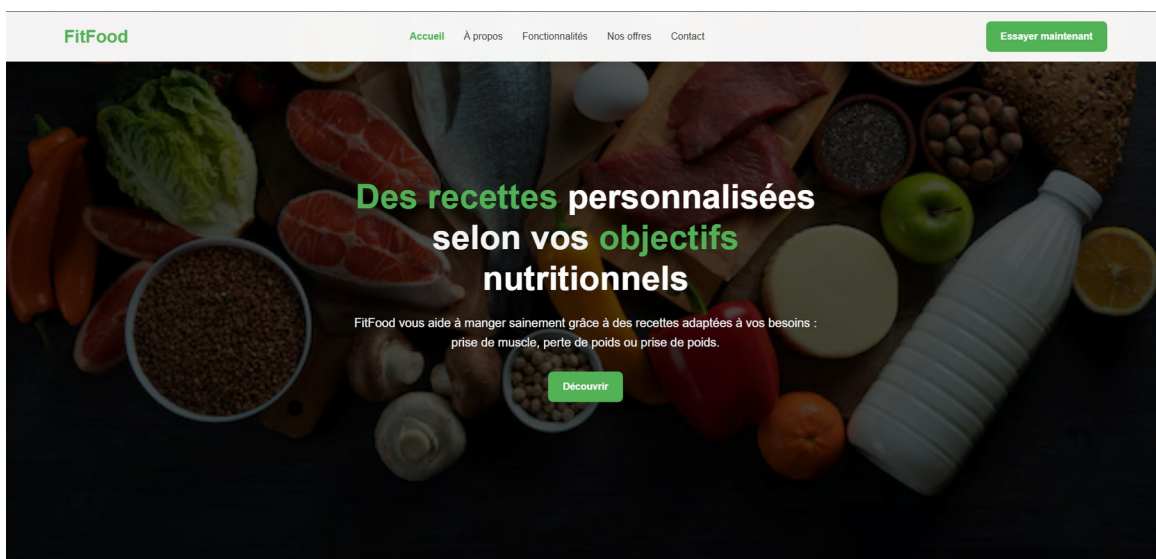 FitFood
Accueil À propos Fonctionnalités Nos offres Contact
Essayer maintenant
Des recettes personnalisées
selon vos objectifs
nutritionnels
FitFood vous aide à manger sainement grâce à des recettes adaptées à vos besoins :
prise de muscle, perte de poids ou prise de poids.
Découvrir